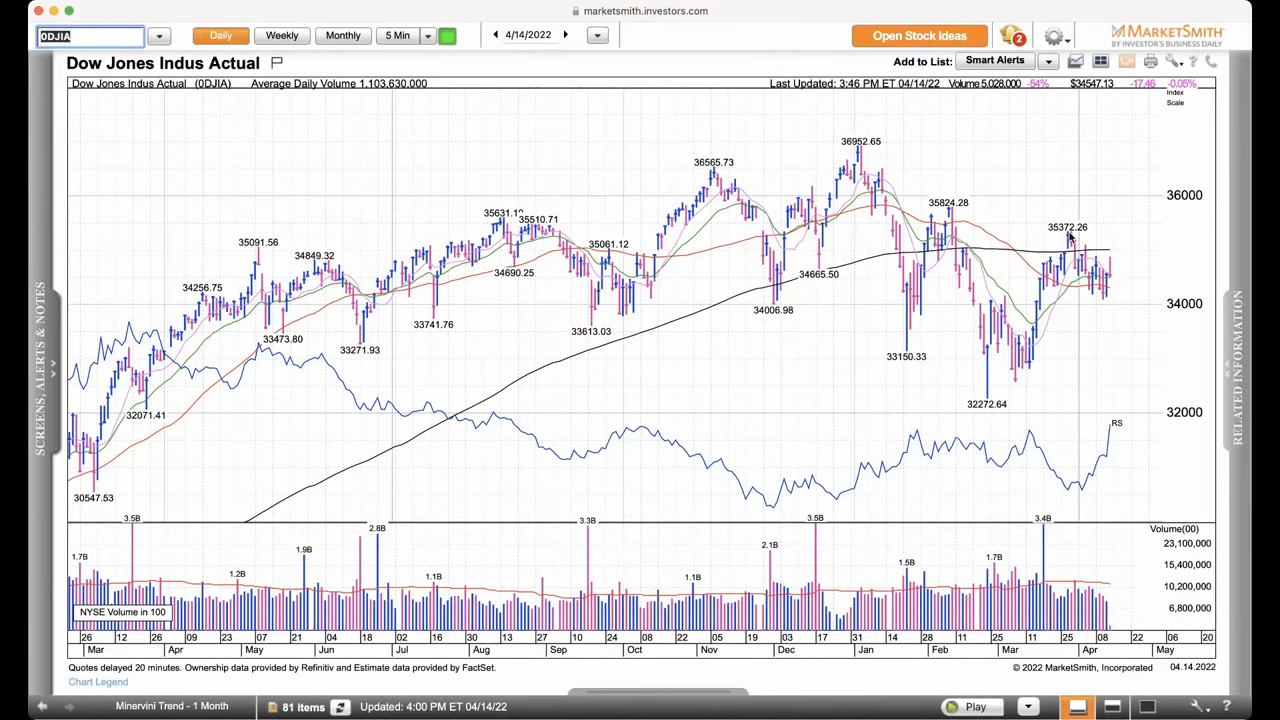 marketsmith.investors.com
0DJIA
Daily
Weekly
Monthly
5 Min
4/14/2022
Open Stock Ideas
2
MARKETSMITH
BY INVESTOR'S BUSINESS DAILY
Dow Jones Indus Actual
Add to List:
Smart Alerts
Dow Jones Indus Actual (0DJIA) Average Daily Volume 1,103,630,000
Last Updated: 3:46 PM ET 04/14/22 Volume 5,028,000 -54% $34547.13 -17.46 -0.05%
Index
Scale
36952.65
36565.73
36000
35824.28
35631.19
35510.71
35372.26
35091.56
34849.32
35061.12
34690.25
34665.50
34256.75
34006.98
34000
33741.76
33613.03
33473.80
33271.93
33150.33
32272.64
32071.41
32000
RS
30547.53
SCREENS, ALERTS & NOTES
RELATED INFORMATION
3.5B
3.3B
3.5B
3.4B
2.8B
Volume(00)
23,100,000
1.7B
1.9B
1.2B
1.1B
2.1B
1.1B
1.5B
1.7B
15,400,000
10,200,000
6,800,000
NYSE Volume in 100
26 12 26 09 23 07 21 04 18 02 16 30 13 27 10 24 08 22 05 19 03 17 31 14 28 11 25 11 25 08 22 06 20
Mar Apr May Jun Jul Aug Sep Oct Nov Dec Jan Feb Mar Apr May
Quotes delayed 20 minutes. Ownership data provided by Refinitiv and Estimate data provided by FactSet.
© 2022 MarketSmith, Incorporated
04.14.2022
Chart Legend
Minervini Trend - 1 Month
81 items
Updated: 4:00 PM 04/14/22
Play